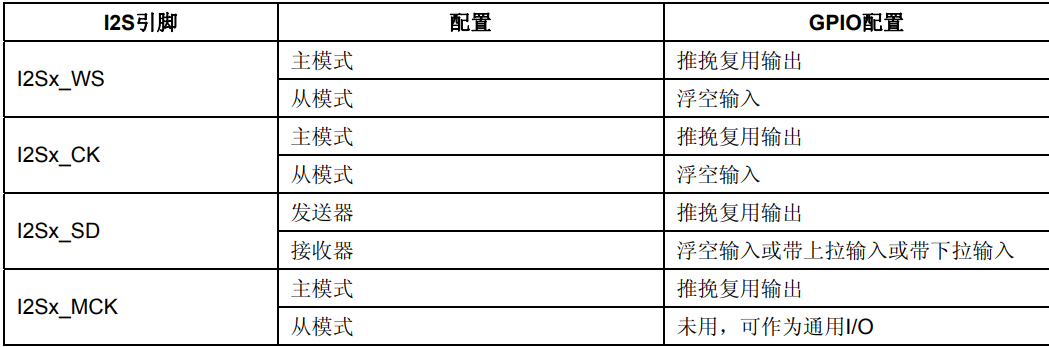 I2S引脚 配置 GPIO配置
I2Sx_WS 主模式 推挽复用输出
从模式 浮空输入
I2Sx_CK 主模式 推挽复用输出
从模式 浮空输入
I2Sx_SD 发送器 推挽复用输出
接收器 浮空输入或带上拉输入或带下拉输入
I2Sx_MCK 主模式 推挽复用输出
从模式 未用，可作为通用I/O